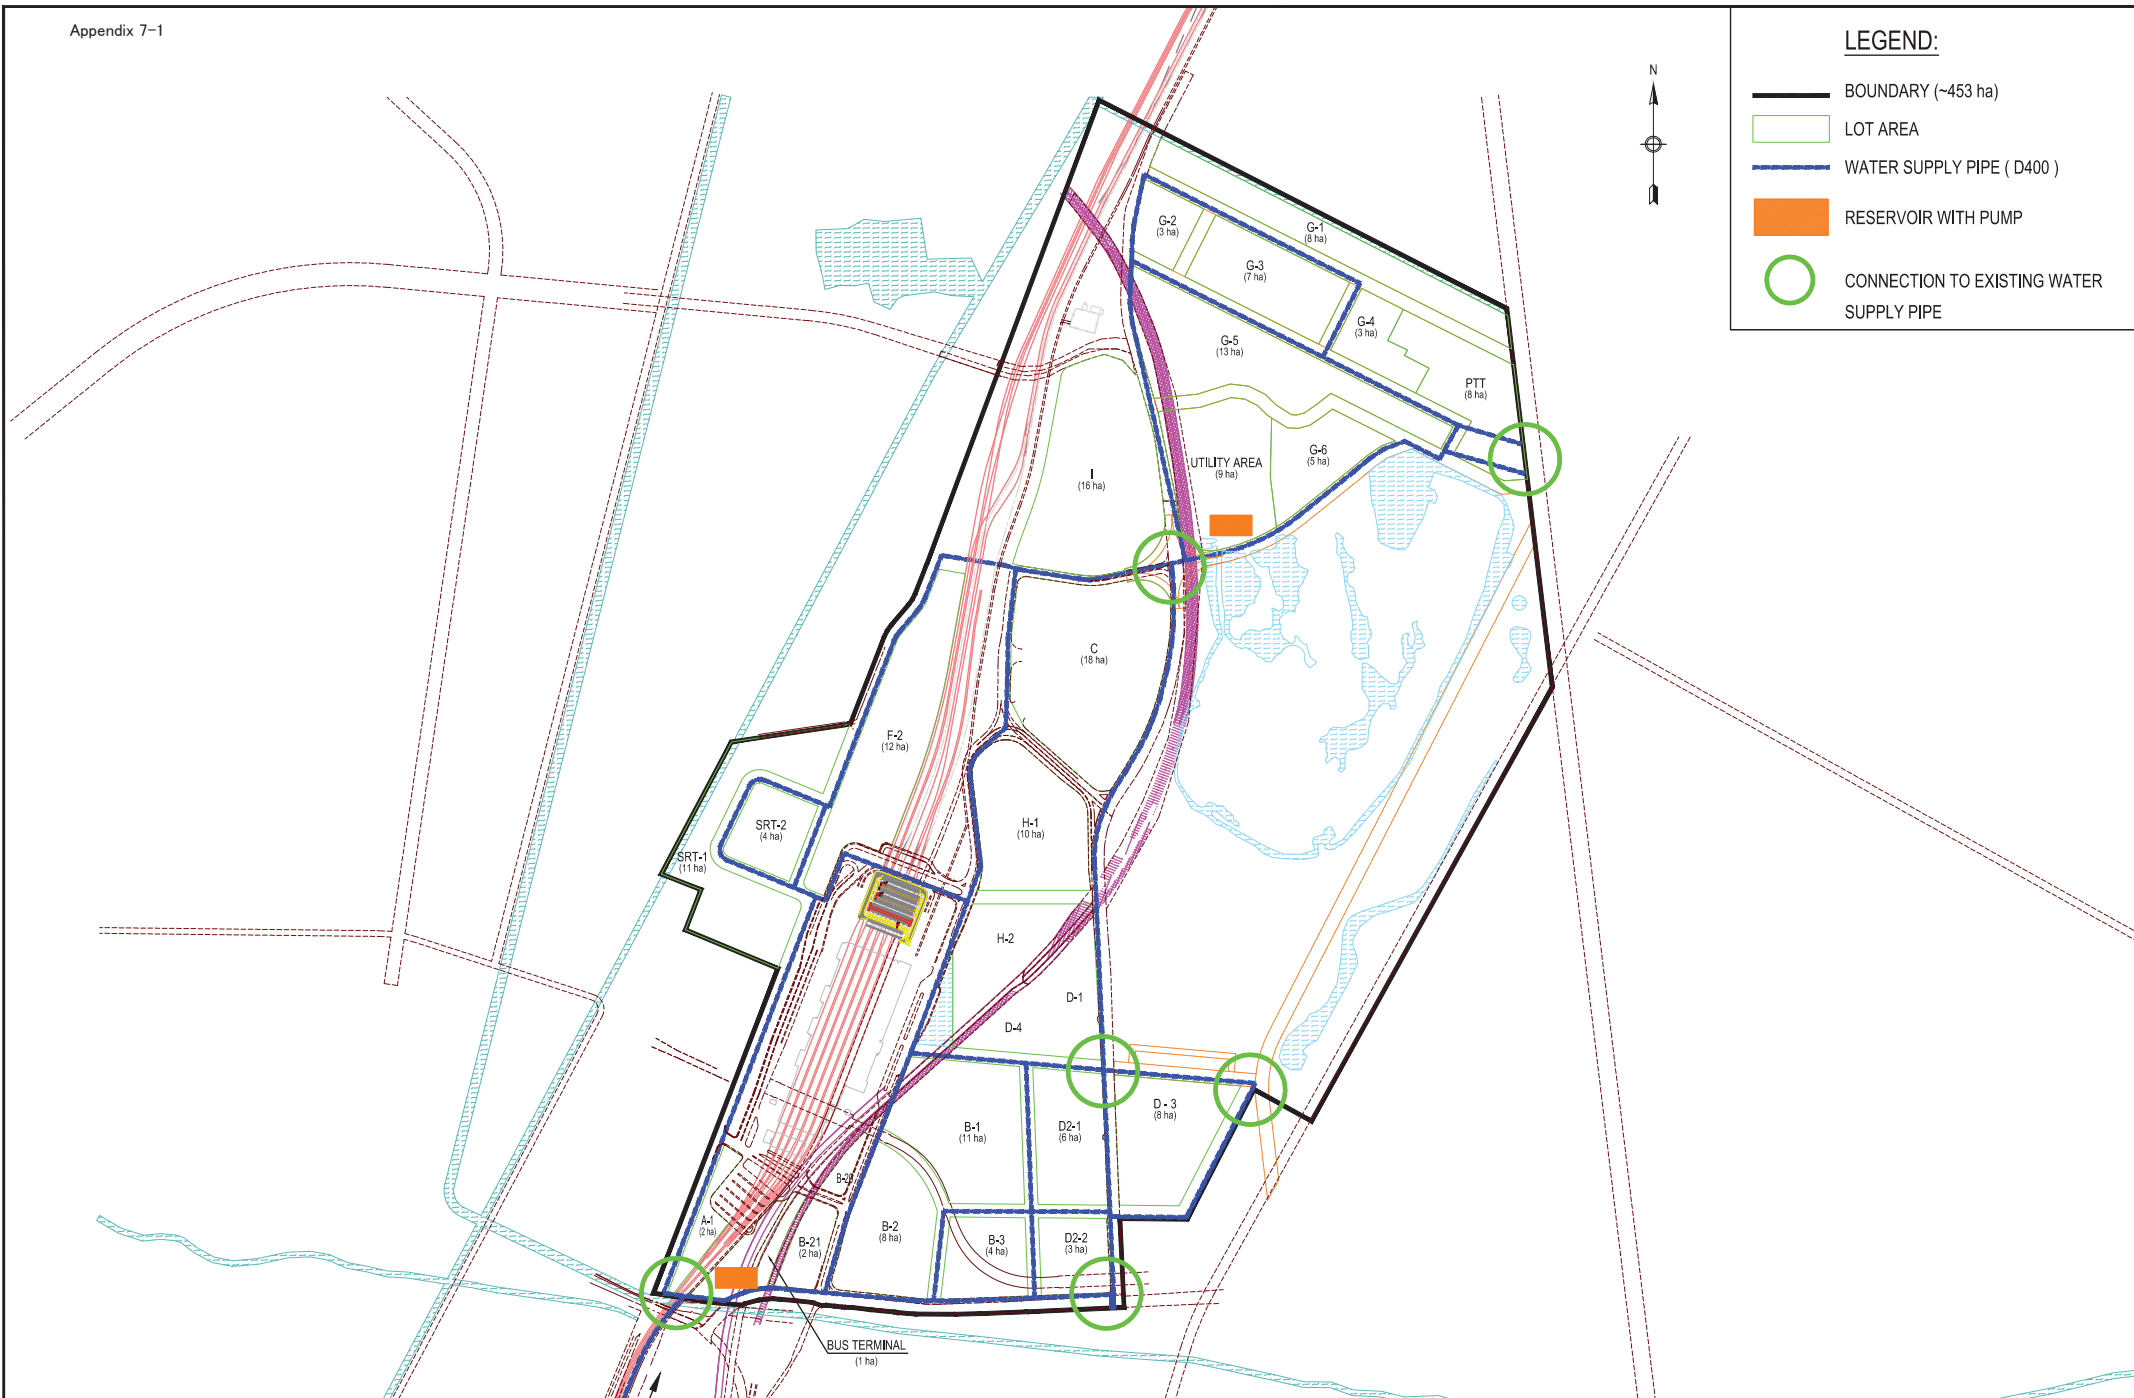 Appendix 7-1
LEGEND:
BOUNDARY (~453 ha)
LOT AREA
WATER SUPPLY PIPE ( D400 )
RESERVOIR WITH PUMP
CONNECTION TO EXISTING WATER
SUPPLY PIPE
N
G-1
(8 ha)
G-2
(3 ha)
G-3
(7 ha)
G-4
(3 ha)
G-5
(13 ha)
PTT
(8 ha)
G-6
(5 ha)
UTILITY AREA
(9 ha)
I
(16 ha)
C
(18 ha)
F-2
(12 ha)
SRT-2
(4 ha)
SRT-1
(11 ha)
H-1
(10 ha)
H-2
D-1
D-4
D - 3
(8 ha)
B-1
(11 ha)
D2-1
(6 ha)
B-20
A-1
(2 ha)
B-21
(2 ha)
B-2
(8 ha)
B-3
(4 ha)
D2-2
(3 ha)
BUS TERMINAL
(1 ha)